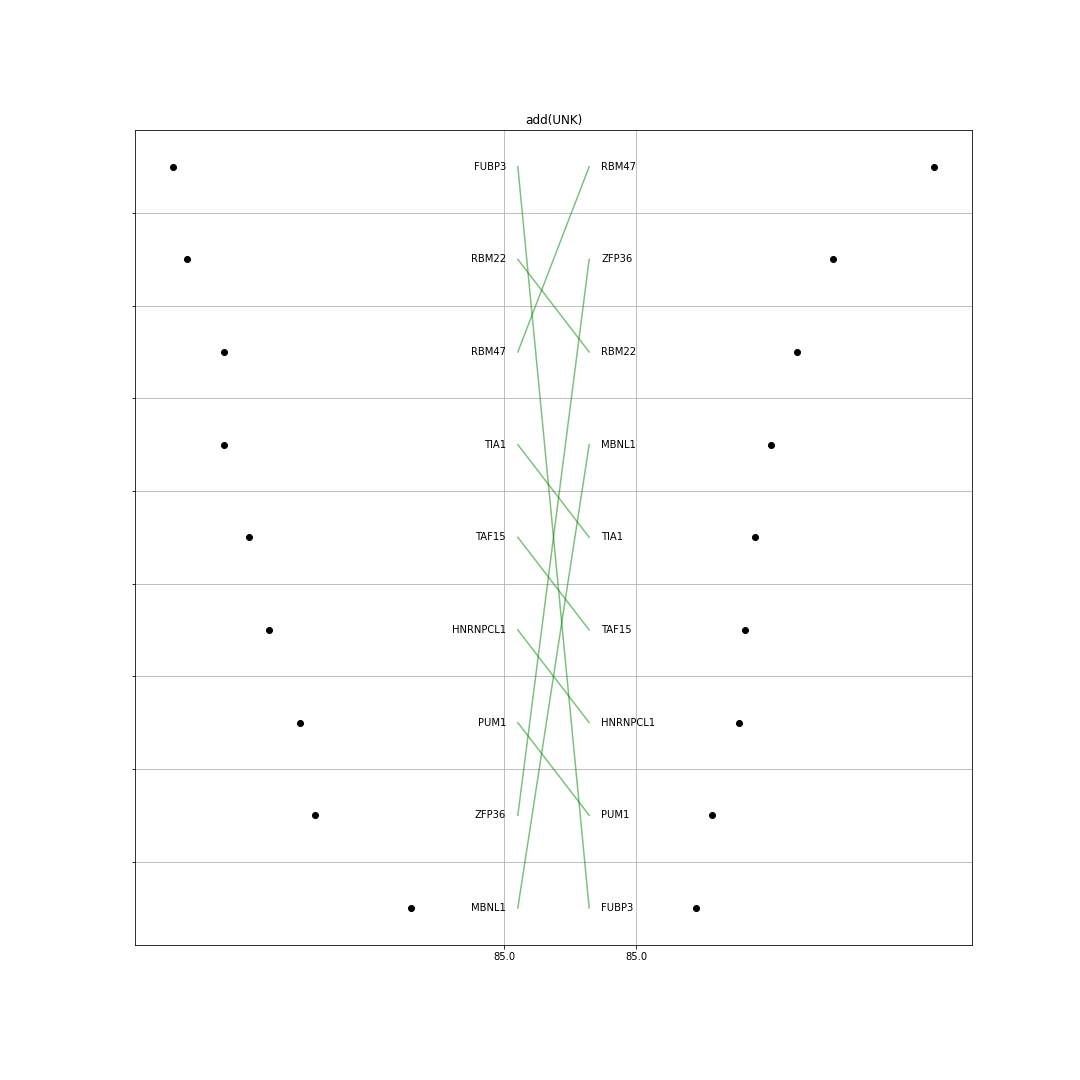 add(UNK)
FUBP3 RBM47
RBM22 ZFP36
RBM47 RBM22
TIA1 MBNL1
TAF15 TIA1
HNRNPCL1 TAF15
PUM1 HNRNPCL1
ZFP36 PUM1
MBNL1 FUBP3
85.0 85.0